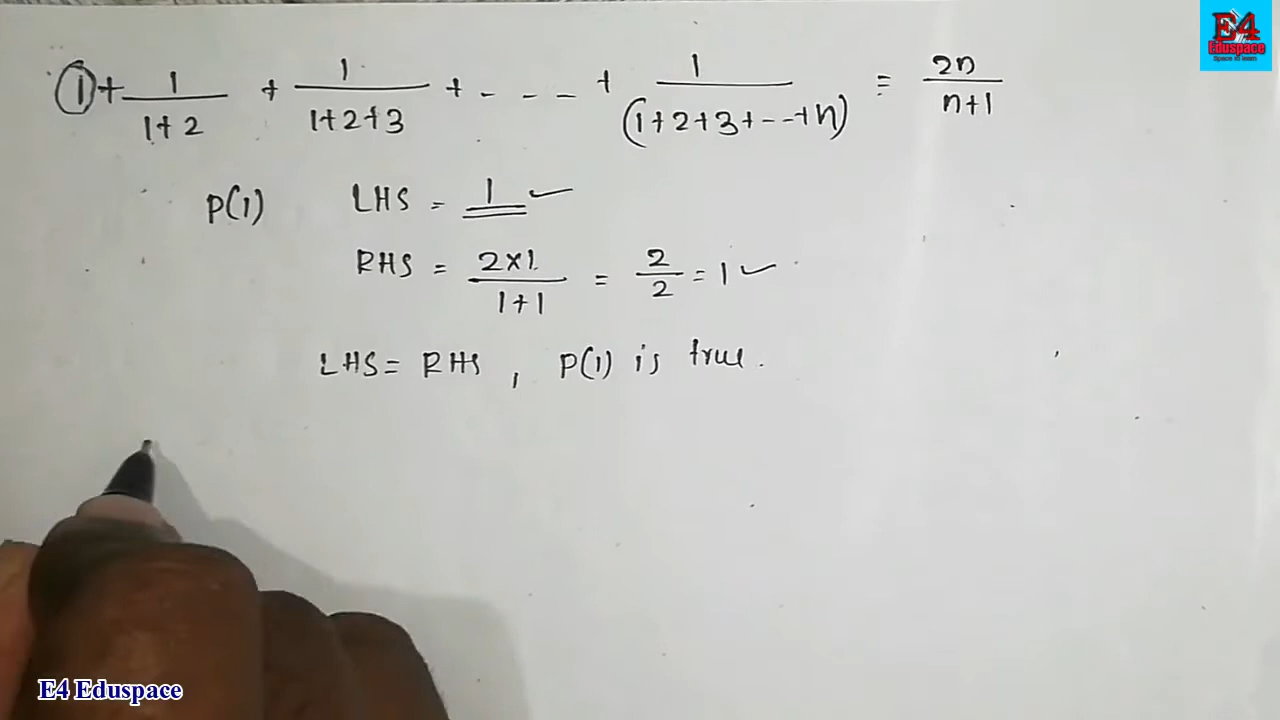 1 + 1/(1+2) + 1/(1+2+3) + - - - + 1/(1+2+3+--+n) = 2n/(n+1)
P(1) LHS = 1
RHS = 2×1/(1+1) = 2/2 = 1
LHS = RHS , P(1) is true.
E4
Eduspace
E4 Eduspace